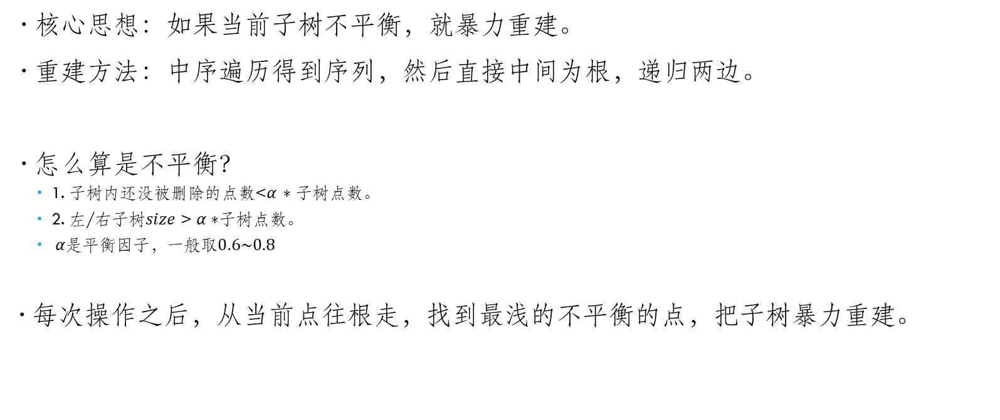 • 核心思想：如果当前子树不平衡，就暴力重建。
• 重建方法：中序遍历得到序列，然后直接中间为根，递归两边。
• 怎么算是不平衡?
▪ 1. 子树内还没被删除的点数<α * 子树点数。
▪ 2. 左/右子树size > α *子树点数。
▪ α是平衡因子，一般取0.6~0.8
• 每次操作之后，从当前点往根走，找到最浅的不平衡的点，把子树暴力重建。